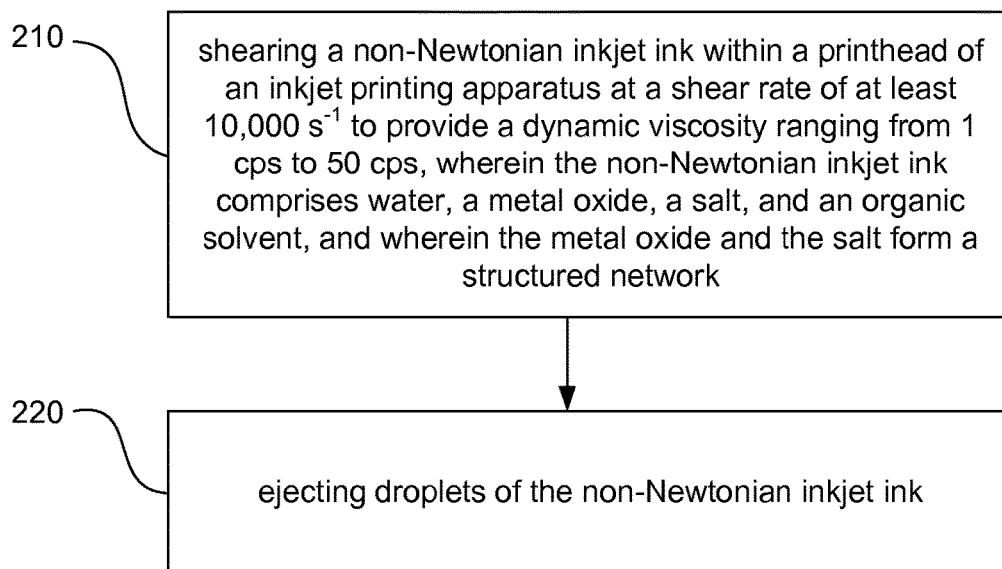 210
shearing a non-Newtonian inkjet ink within a printhead of
an inkjet printing apparatus at a shear rate of at least
10,000 s⁻¹ to provide a dynamic viscosity ranging from 1
cps to 50 cps, wherein the non-Newtonian inkjet ink
comprises water, a metal oxide, a salt, and an organic
solvent, and wherein the metal oxide and the salt form a
structured network
220
ejecting droplets of the non-Newtonian inkjet ink